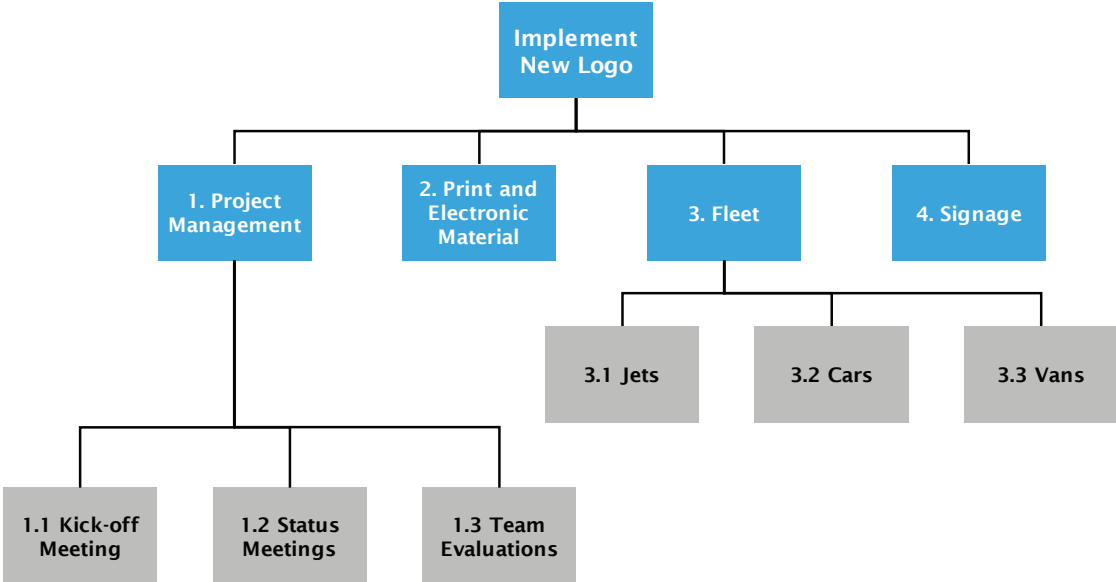 Implement
New Logo
1. Project
Management
2. Print and
Electronic
Material
3. Fleet
4. Signage
3.1 Jets
3.2 Cars
3.3 Vans
1.1 Kick-off
Meeting
1.2 Status
Meetings
1.3 Team
Evaluations